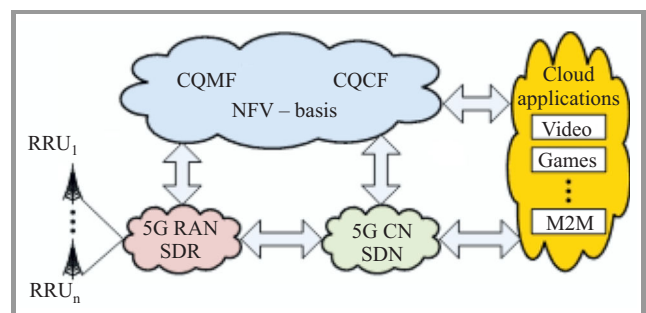 CQMF CQCF
NFV – basis
Cloud
applications
Video
Games
M2M
RRU1
RRUn
5G RAN
SDR
5G CN
SDN